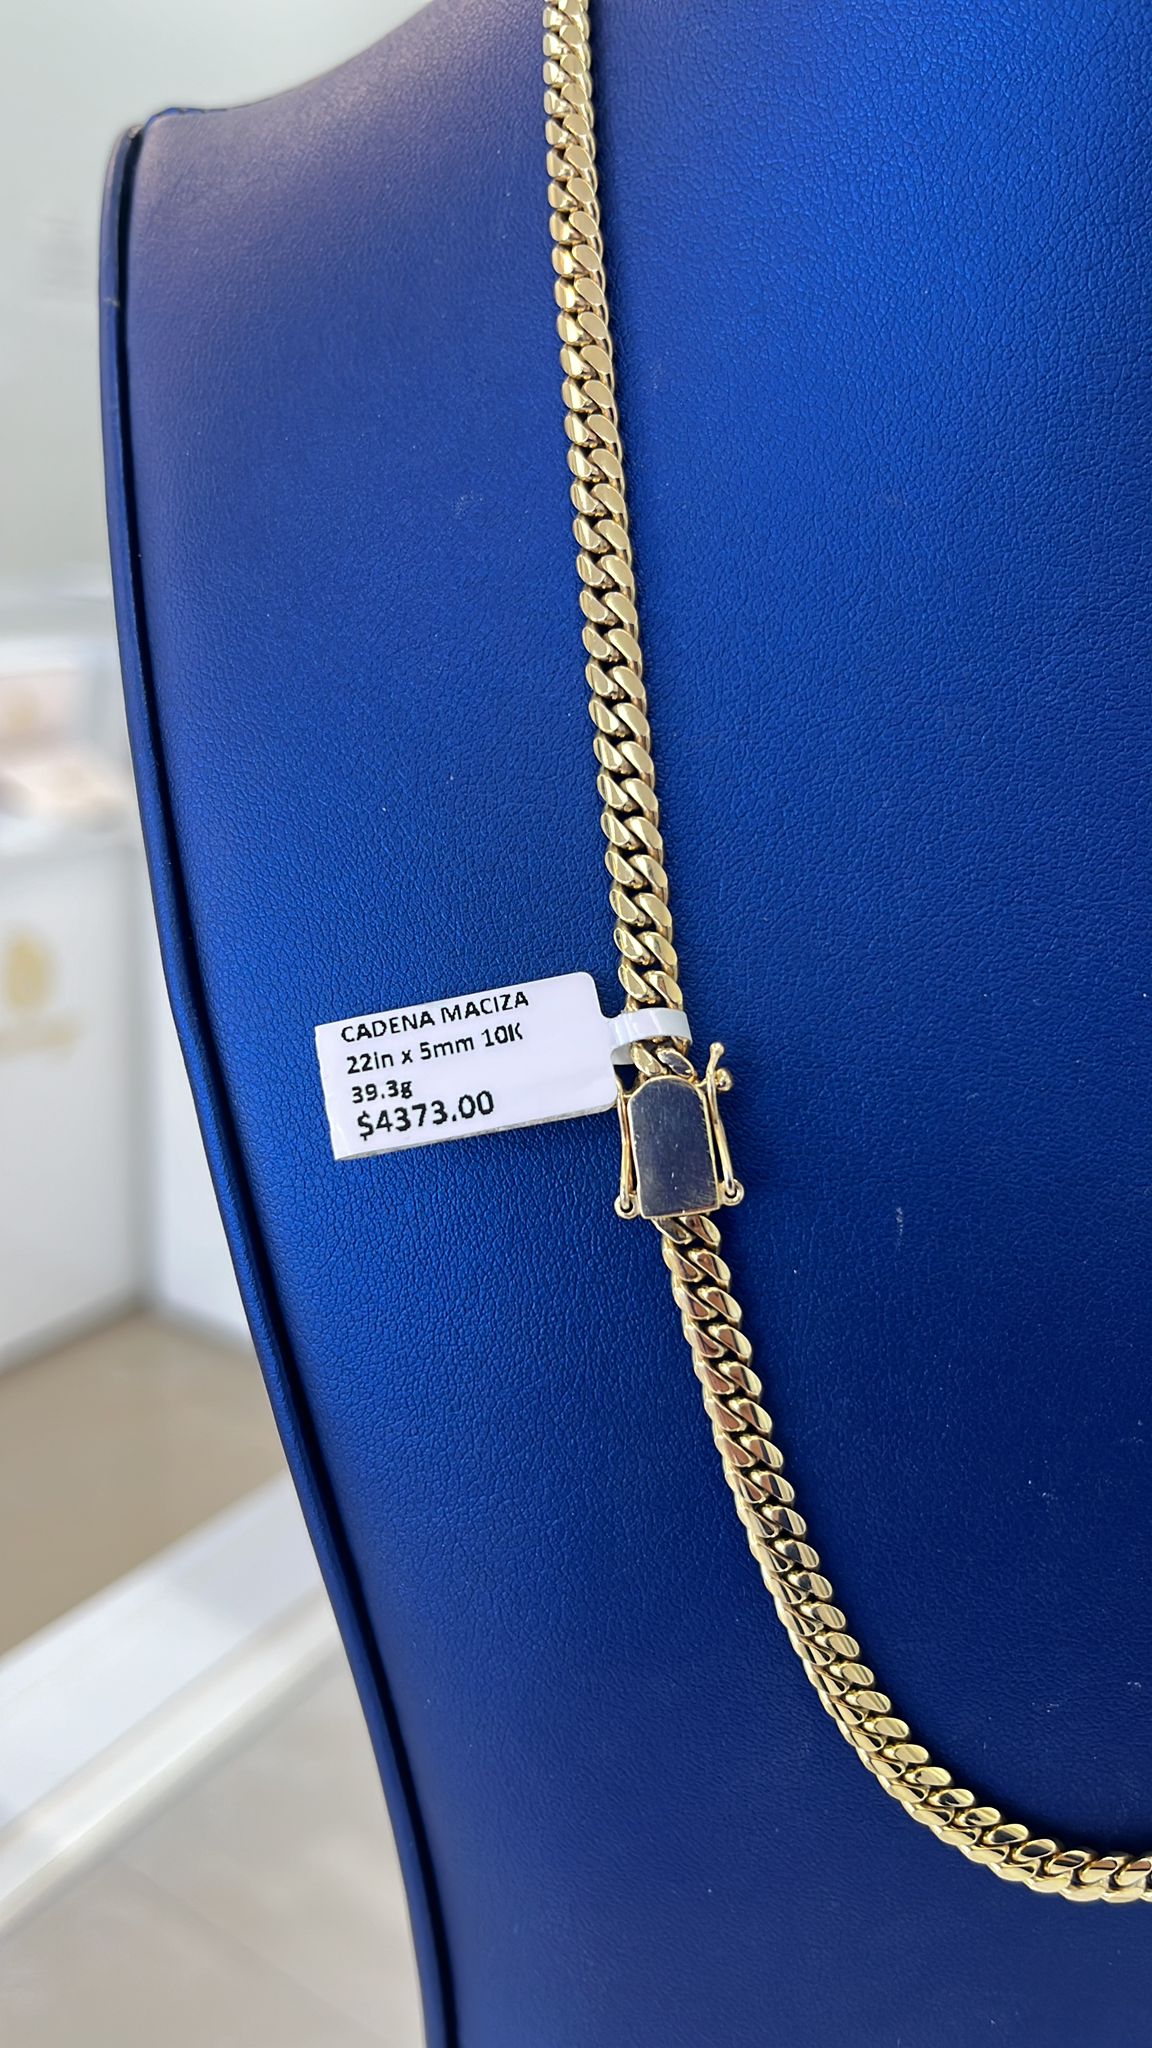 CADENA MACIZA
22in x 5mm 10K
39.3g
$4373.00